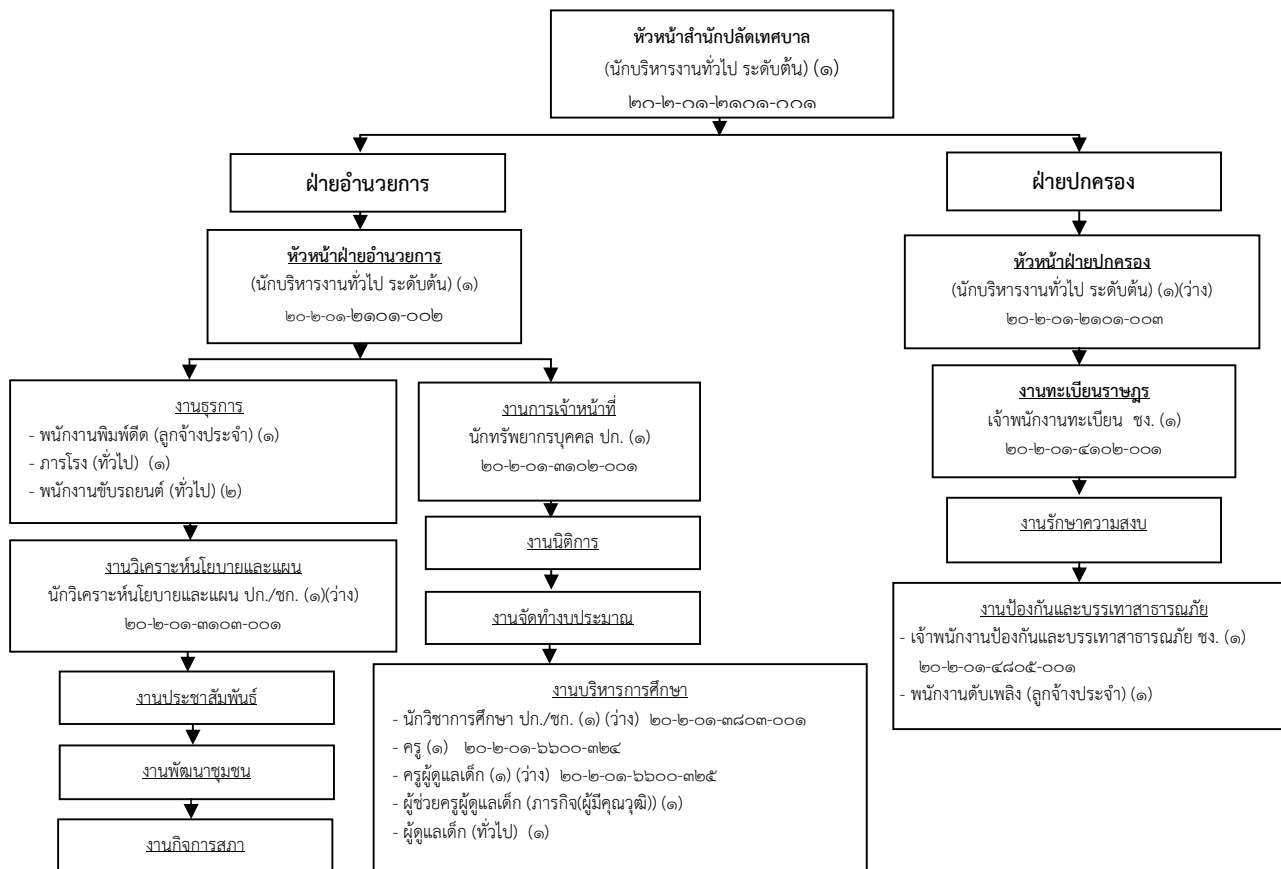 หัวหน้าสำนักปลัดเทศบาล
(นักบริหารงานทั่วไป ระดับต้น) (๑)
๒๐-๒-๐๑-๒๑๐๑-๐๐๑
ฝ่ายอำนวยการ
หัวหน้าฝ่ายอำนวยการ
(นักบริหารงานทั่วไป ระดับต้น) (๑)
๒๐-๒-๐๑-๒๑๐๑-๐๐๒
งานธุรการ
- พนักงานพิมพ์ดีด (ลูกจ้างประจำ) (๑)
- ภารโรง (ทั่วไป) (๑)
- พนักงานขับรถยนต์ (ทั่วไป) (๒)
งานวิเคราะห์นโยบายและแผน
นักวิเคราะห์นโยบายและแผน ปก./ชก. (๑)(ว่าง)
๒๐-๒-๐๑-๓๑๐๓-๐๐๑
งานประชาสัมพันธ์
งานพัฒนาชุมชน
งานกิจการสภา
งานการเจ้าหน้าที่
นักทรัพยากรบุคคล ปก. (๑)
๒๐-๒-๐๑-๓๑๐๒-๐๐๑
งานนิติการ
งานจัดทำงบประมาณ
งานบริหารการศึกษา
- นักวิชาการศึกษา ปก./ชก. (๑) (ว่าง) ๒๐-๒-๐๑-๓๘๐๓-๐๐๑
- ครู (๑) ๒๐-๒-๐๑-๖๖๐๐-๓๒๔
- ครูผู้ดูแลเด็ก (๑) (ว่าง) ๒๐-๒-๐๑-๖๖๐๐-๓๒๕
- ผู้ช่วยครูผู้ดูแลเด็ก (ภารกิจ(ผู้มีคุณวุฒิ)) (๑)
- ผู้ดูแลเด็ก (ทั่วไป) (๑)
ฝ่ายปกครอง
หัวหน้าฝ่ายปกครอง
(นักบริหารงานทั่วไป ระดับต้น) (๑)(ว่าง)
๒๐-๒-๐๑-๒๑๐๑-๐๐๓
งานทะเบียนราษฎร
เจ้าพนักงานทะเบียน ชง. (๑)
๒๐-๒-๐๑-๔๑๐๒-๐๐๑
งานรักษาความสงบ
งานป้องกันและบรรเทาสาธารณภัย
- เจ้าพนักงานป้องกันและบรรเทาสาธารณภัย ชง. (๑)
๒๐-๒-๐๑-๔๘๐๕-๐๐๑
- พนักงานดับเพลิง (ลูกจ้างประจำ) (๑)